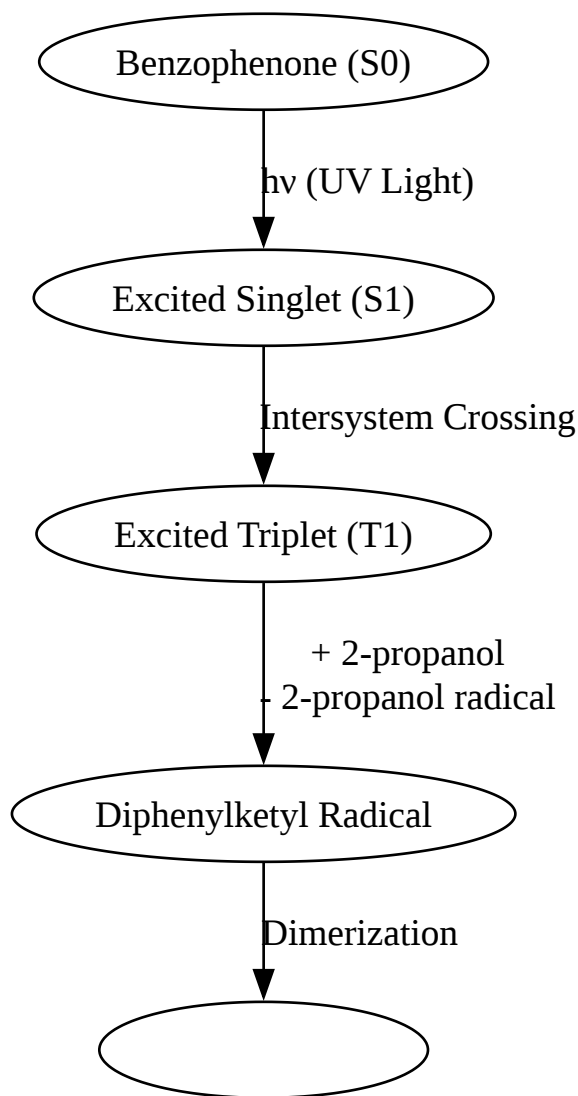 Benzophenone (S0)
hν (UV Light)
Excited Singlet (S1)
Intersystem Crossing
Excited Triplet (T1)
+ 2-propanol
- 2-propanol radical
Diphenylketyl Radical
Dimerization